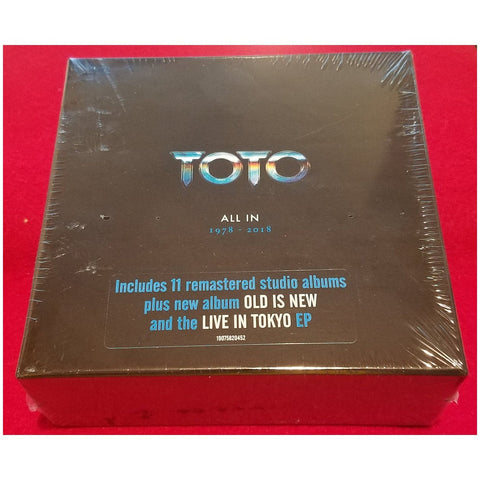 TOTO
ALL IN
1978 - 2018
Includes 11 remastered studio albums
plus new album OLD IS NEW
and the LIVE IN TOKYO EP
19075820452